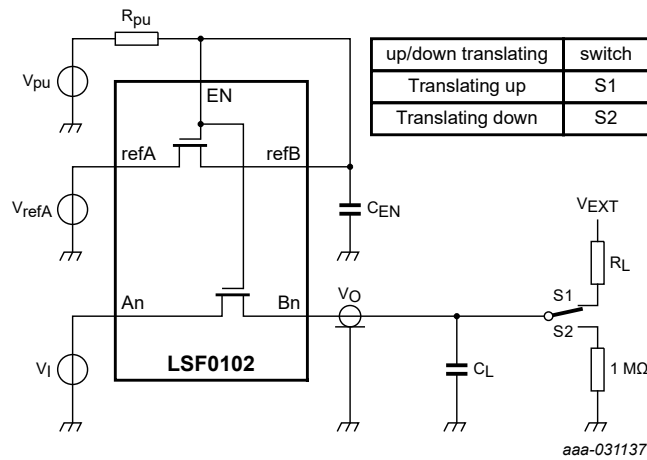 Rpu
up/down translating switch
Translating up S1
Translating down S2
Vpu
EN
refA refB
VrefA
CEN
VEXT
RL
An Bn
VO
S1
S2
VI
LSF0102
CL
1 MΩ
aaa-031137